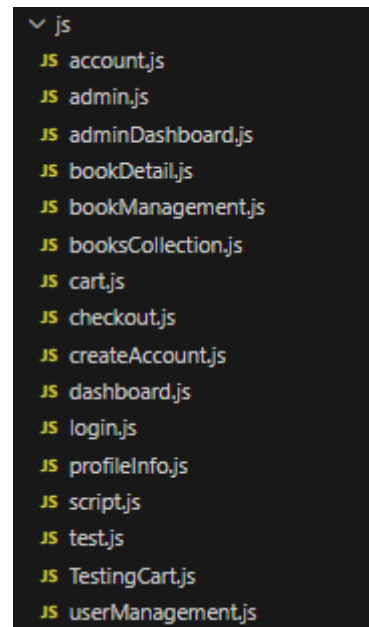 js
JS account.js
JS admin.js
JS adminDashboard.js
JS bookDetail.js
JS bookManagement.js
JS booksCollection.js
JS cart.js
JS checkout.js
JS createAccount.js
JS dashboard.js
JS login.js
JS profileInfo.js
JS script.js
JS test.js
JS TestingCart.js
JS userManagement.js